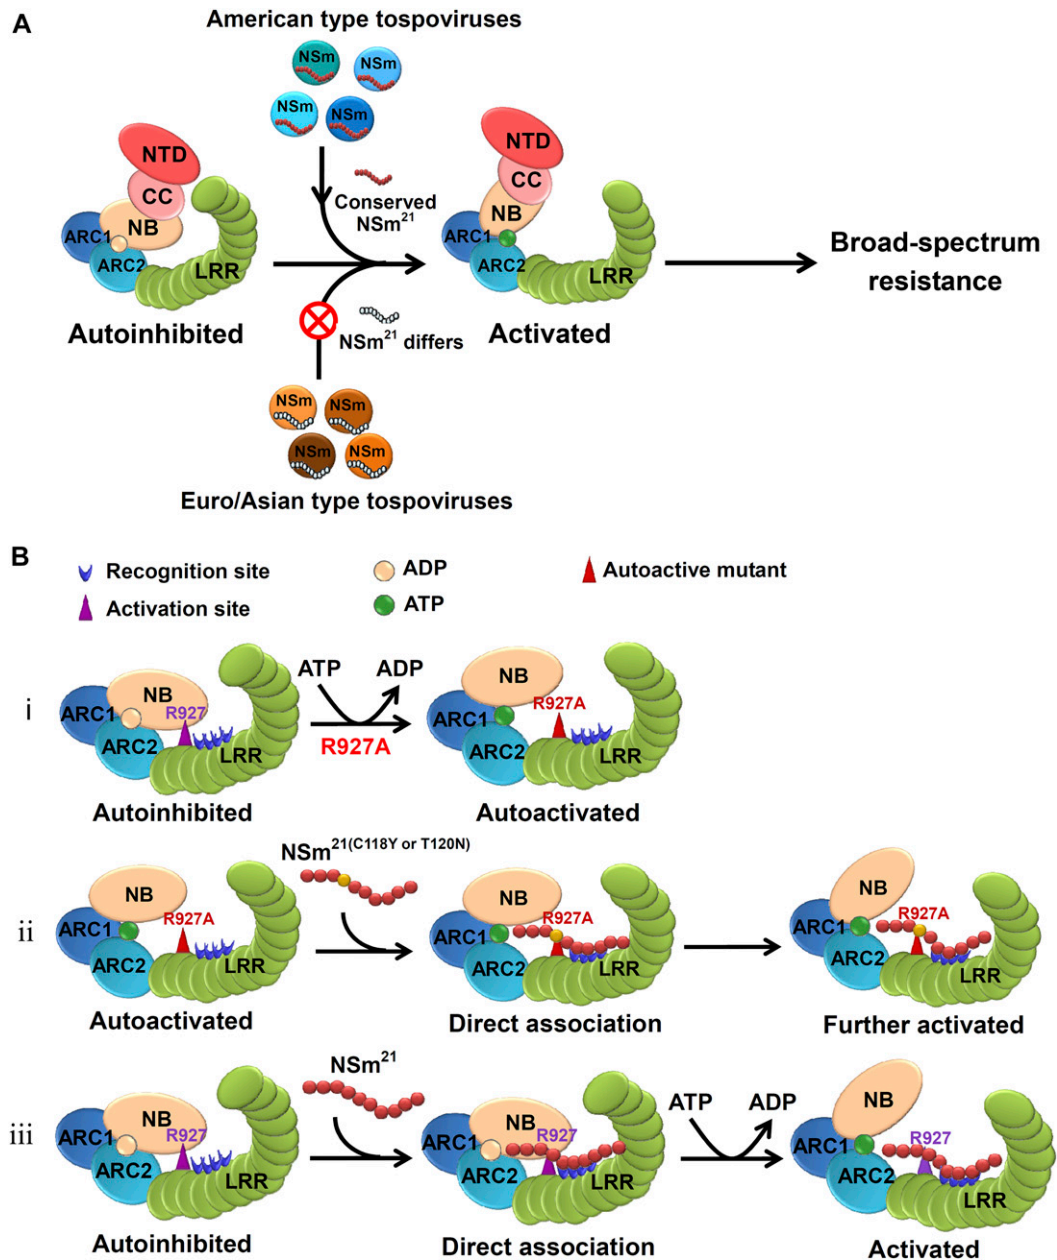 A
American type tospoviruses
NSm
NSm
NSm
NSm
NTD
CC
NB
ARC1
ARC2
LRR
Autoinhibited
Conserved
NSm²¹
NTD
CC
NB
ARC1
ARC2
LRR
Activated
Broad-spectrum
resistance
NSm²¹ differs
NSm
NSm
NSm
NSm
Euro/Asian type tospoviruses
B
Recognition site
ADP
Autoactive mutant
Activation site
ATP
i
NB
ARC1
R927
ARC2
LRR
Autoinhibited
ATP
ADP
R927A
NB
ARC1
R927A
ARC2
LRR
Autoactivated
ii
NB
ARC1
R927A
ARC2
LRR
Autoactivated
NSm²¹⁽C118Y or T120N⁾
NB
ARC1
R927A
ARC2
LRR
Direct association
NB
ARC1
R927A
ARC2
LRR
Further activated
iii
NB
ARC1
R927
ARC2
LRR
Autoinhibited
NSm²¹
NB
ARC1
R927
ARC2
LRR
Direct association
ATP
ADP
NB
ARC1
R927
ARC2
LRR
Activated